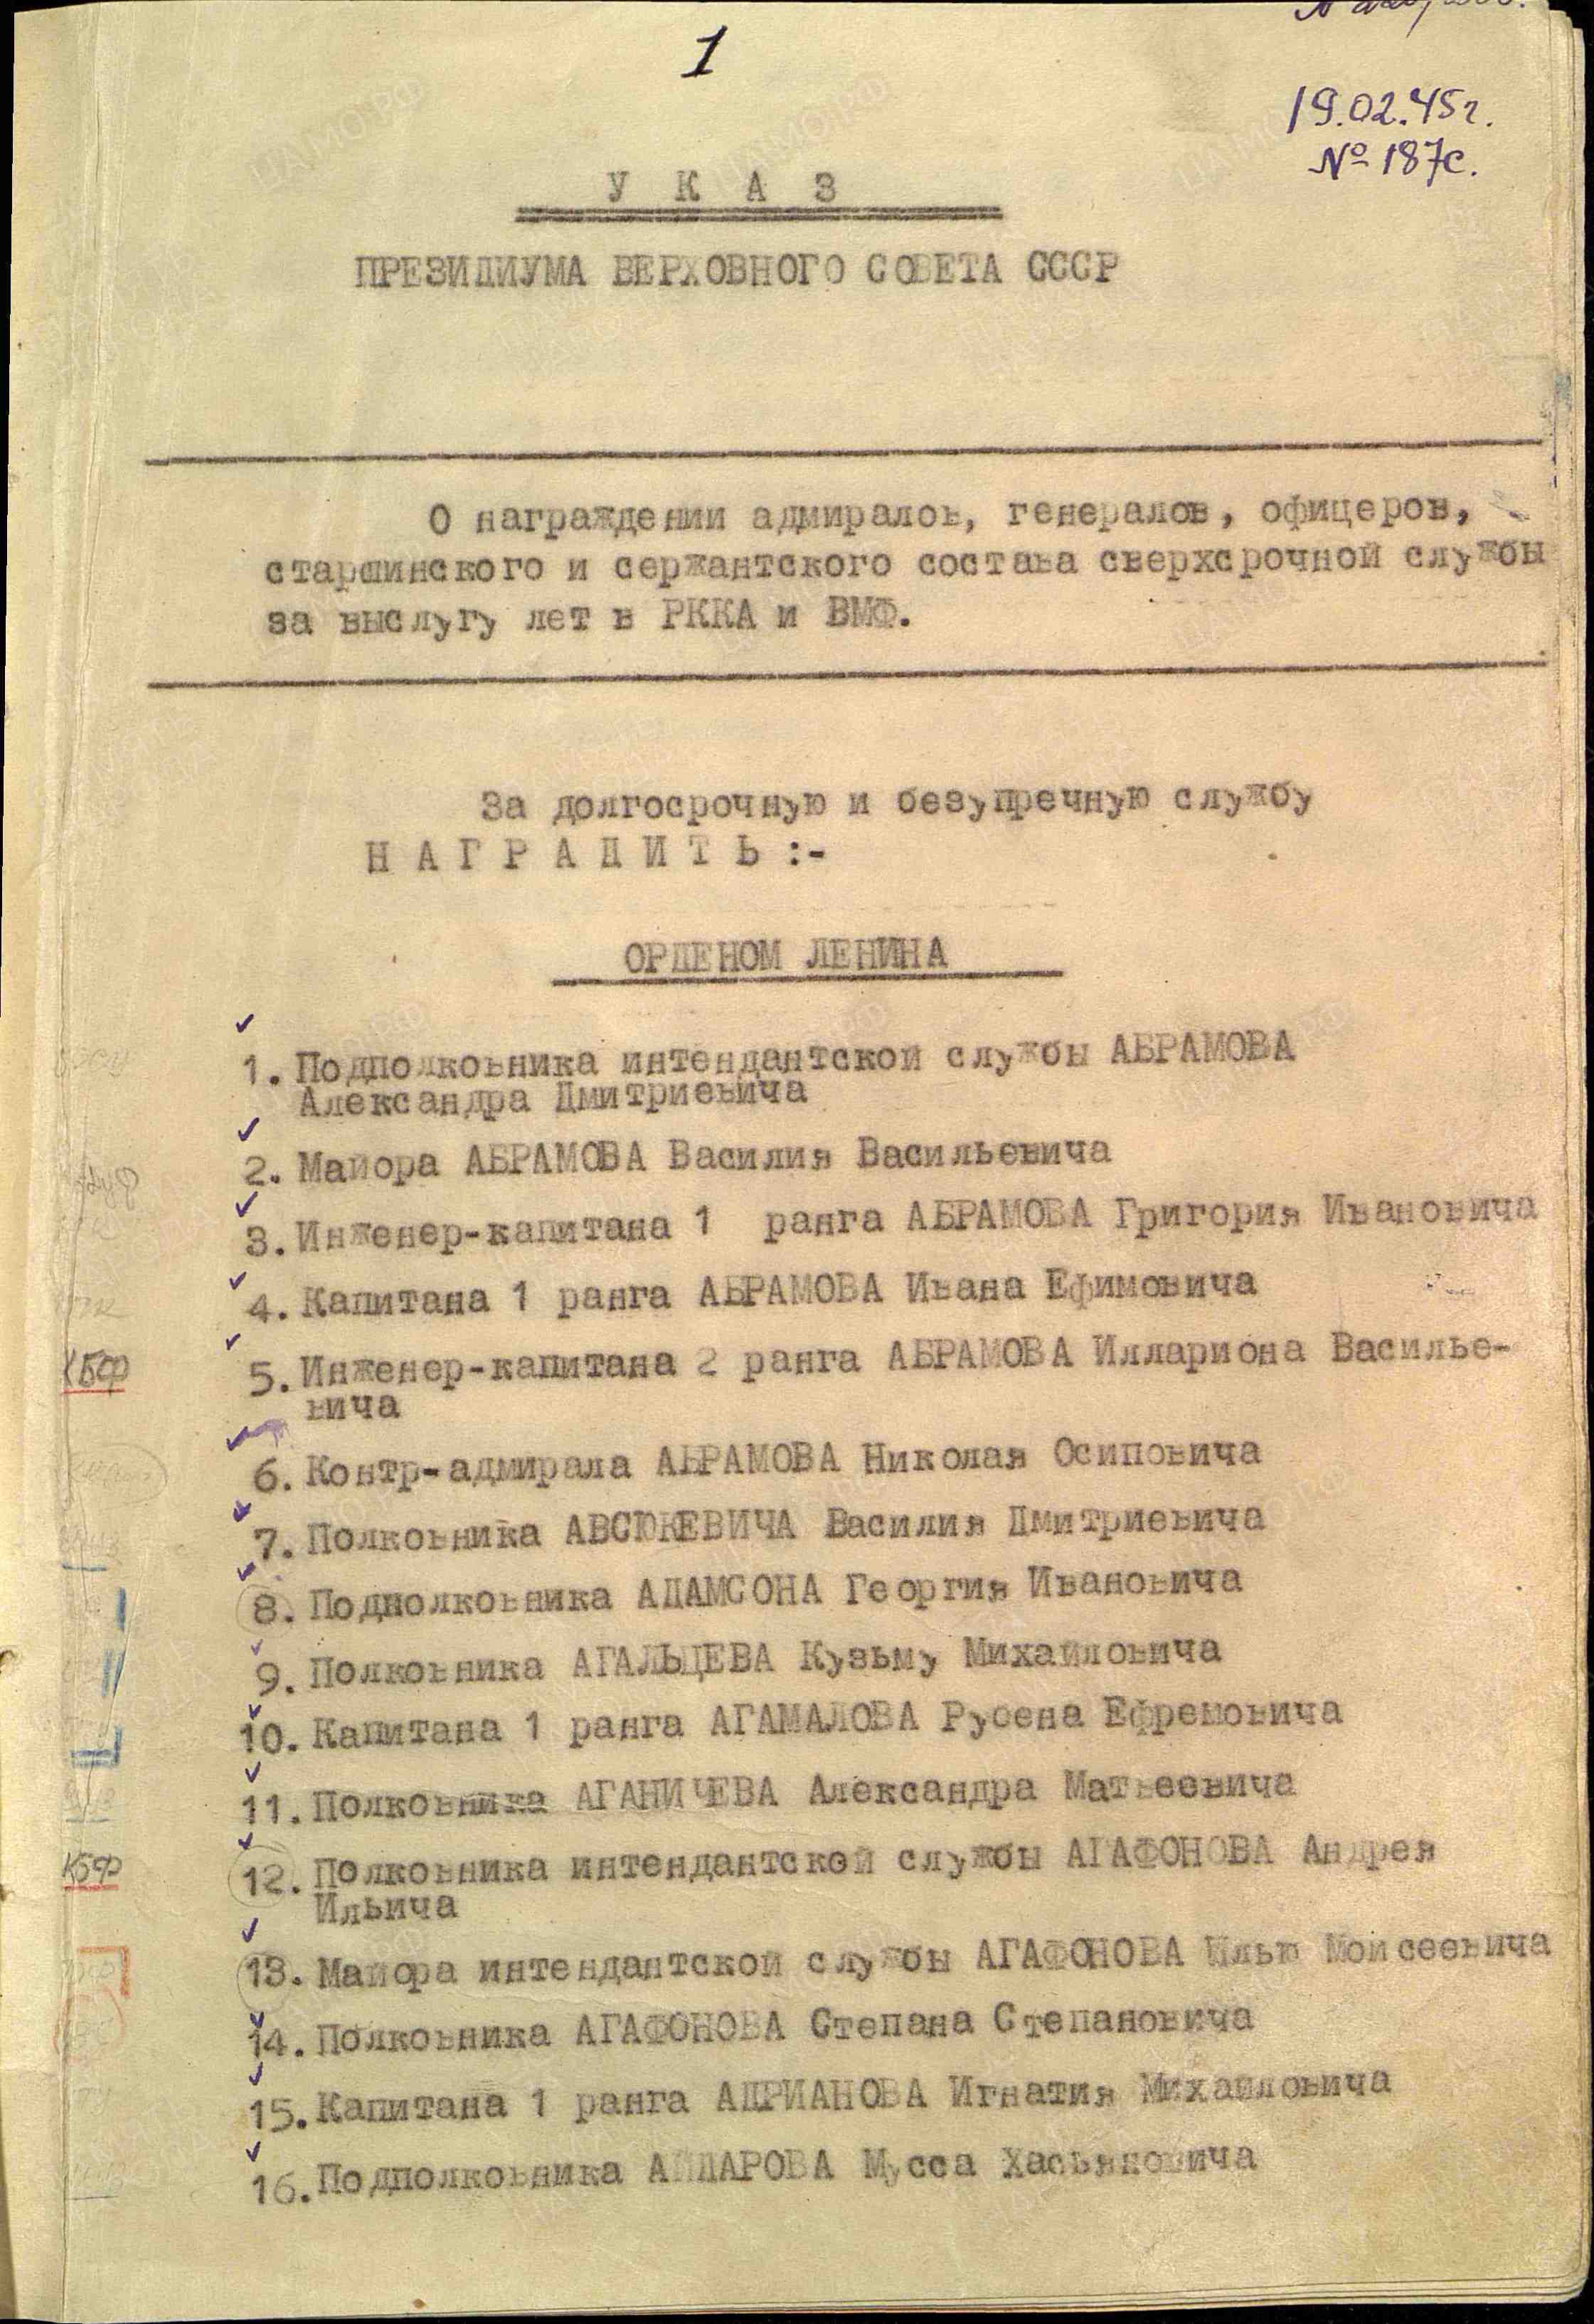 1
19.02.45г.
№ 187с.
У К А З
ПРЕЗИДИУМА ВЕРХОВНОГО СОВЕТА СССР
О награждении адмиралов, генералов, офицеров,
старшинского и сержантского состава сверхсрочной службы
за выслугу лет в РККА и ВМФ.
За долгосрочную и безупречную службу
Н А Г Р А Д И Т Ь :-
ОРДЕНОМ ЛЕНИНА
1. Подполковника интендантской службы АБРАМОВА
Александра Дмитриевича
2. Майора АБРАМОВА Василия Васильевича
3. Инженер-капитана 1 ранга АБРАМОВА Григория Ивановича
4. Капитана 1 ранга АБРАМОВА Ивана Ефимовича
КБФ
5. Инженер-капитана 2 ранга АБРАМОВА Иллариона Василье-
вича
6. Контр-адмирала АБРАМОВА Николая Осиповича
7. Полковника АВСЮКЕВИЧА Василия Дмитриевича
8. Подполковника АДАМСОНА Георгия Ивановича
9. Полковника АГАЛЬЦЕВА Кузьму Михайловича
10. Капитана 1 ранга АГАМАЛОВА Русена Ефремовича
11. Полковника АГАНИЧЕВА Александра Матвеевича
КБФ
12. Полковника интендантской службы АГАФОНОВА Андрея
Ильича
13. Майора интендантской службы АГАФОНОВА Илью Моисеевича
14. Полковника АГАФОНОВА Степана Степановича
15. Капитана 1 ранга АДРИАНОВА Игнатия Михайловича
16. Подполковника АЙДАРОВА Мусса Хасьяновича